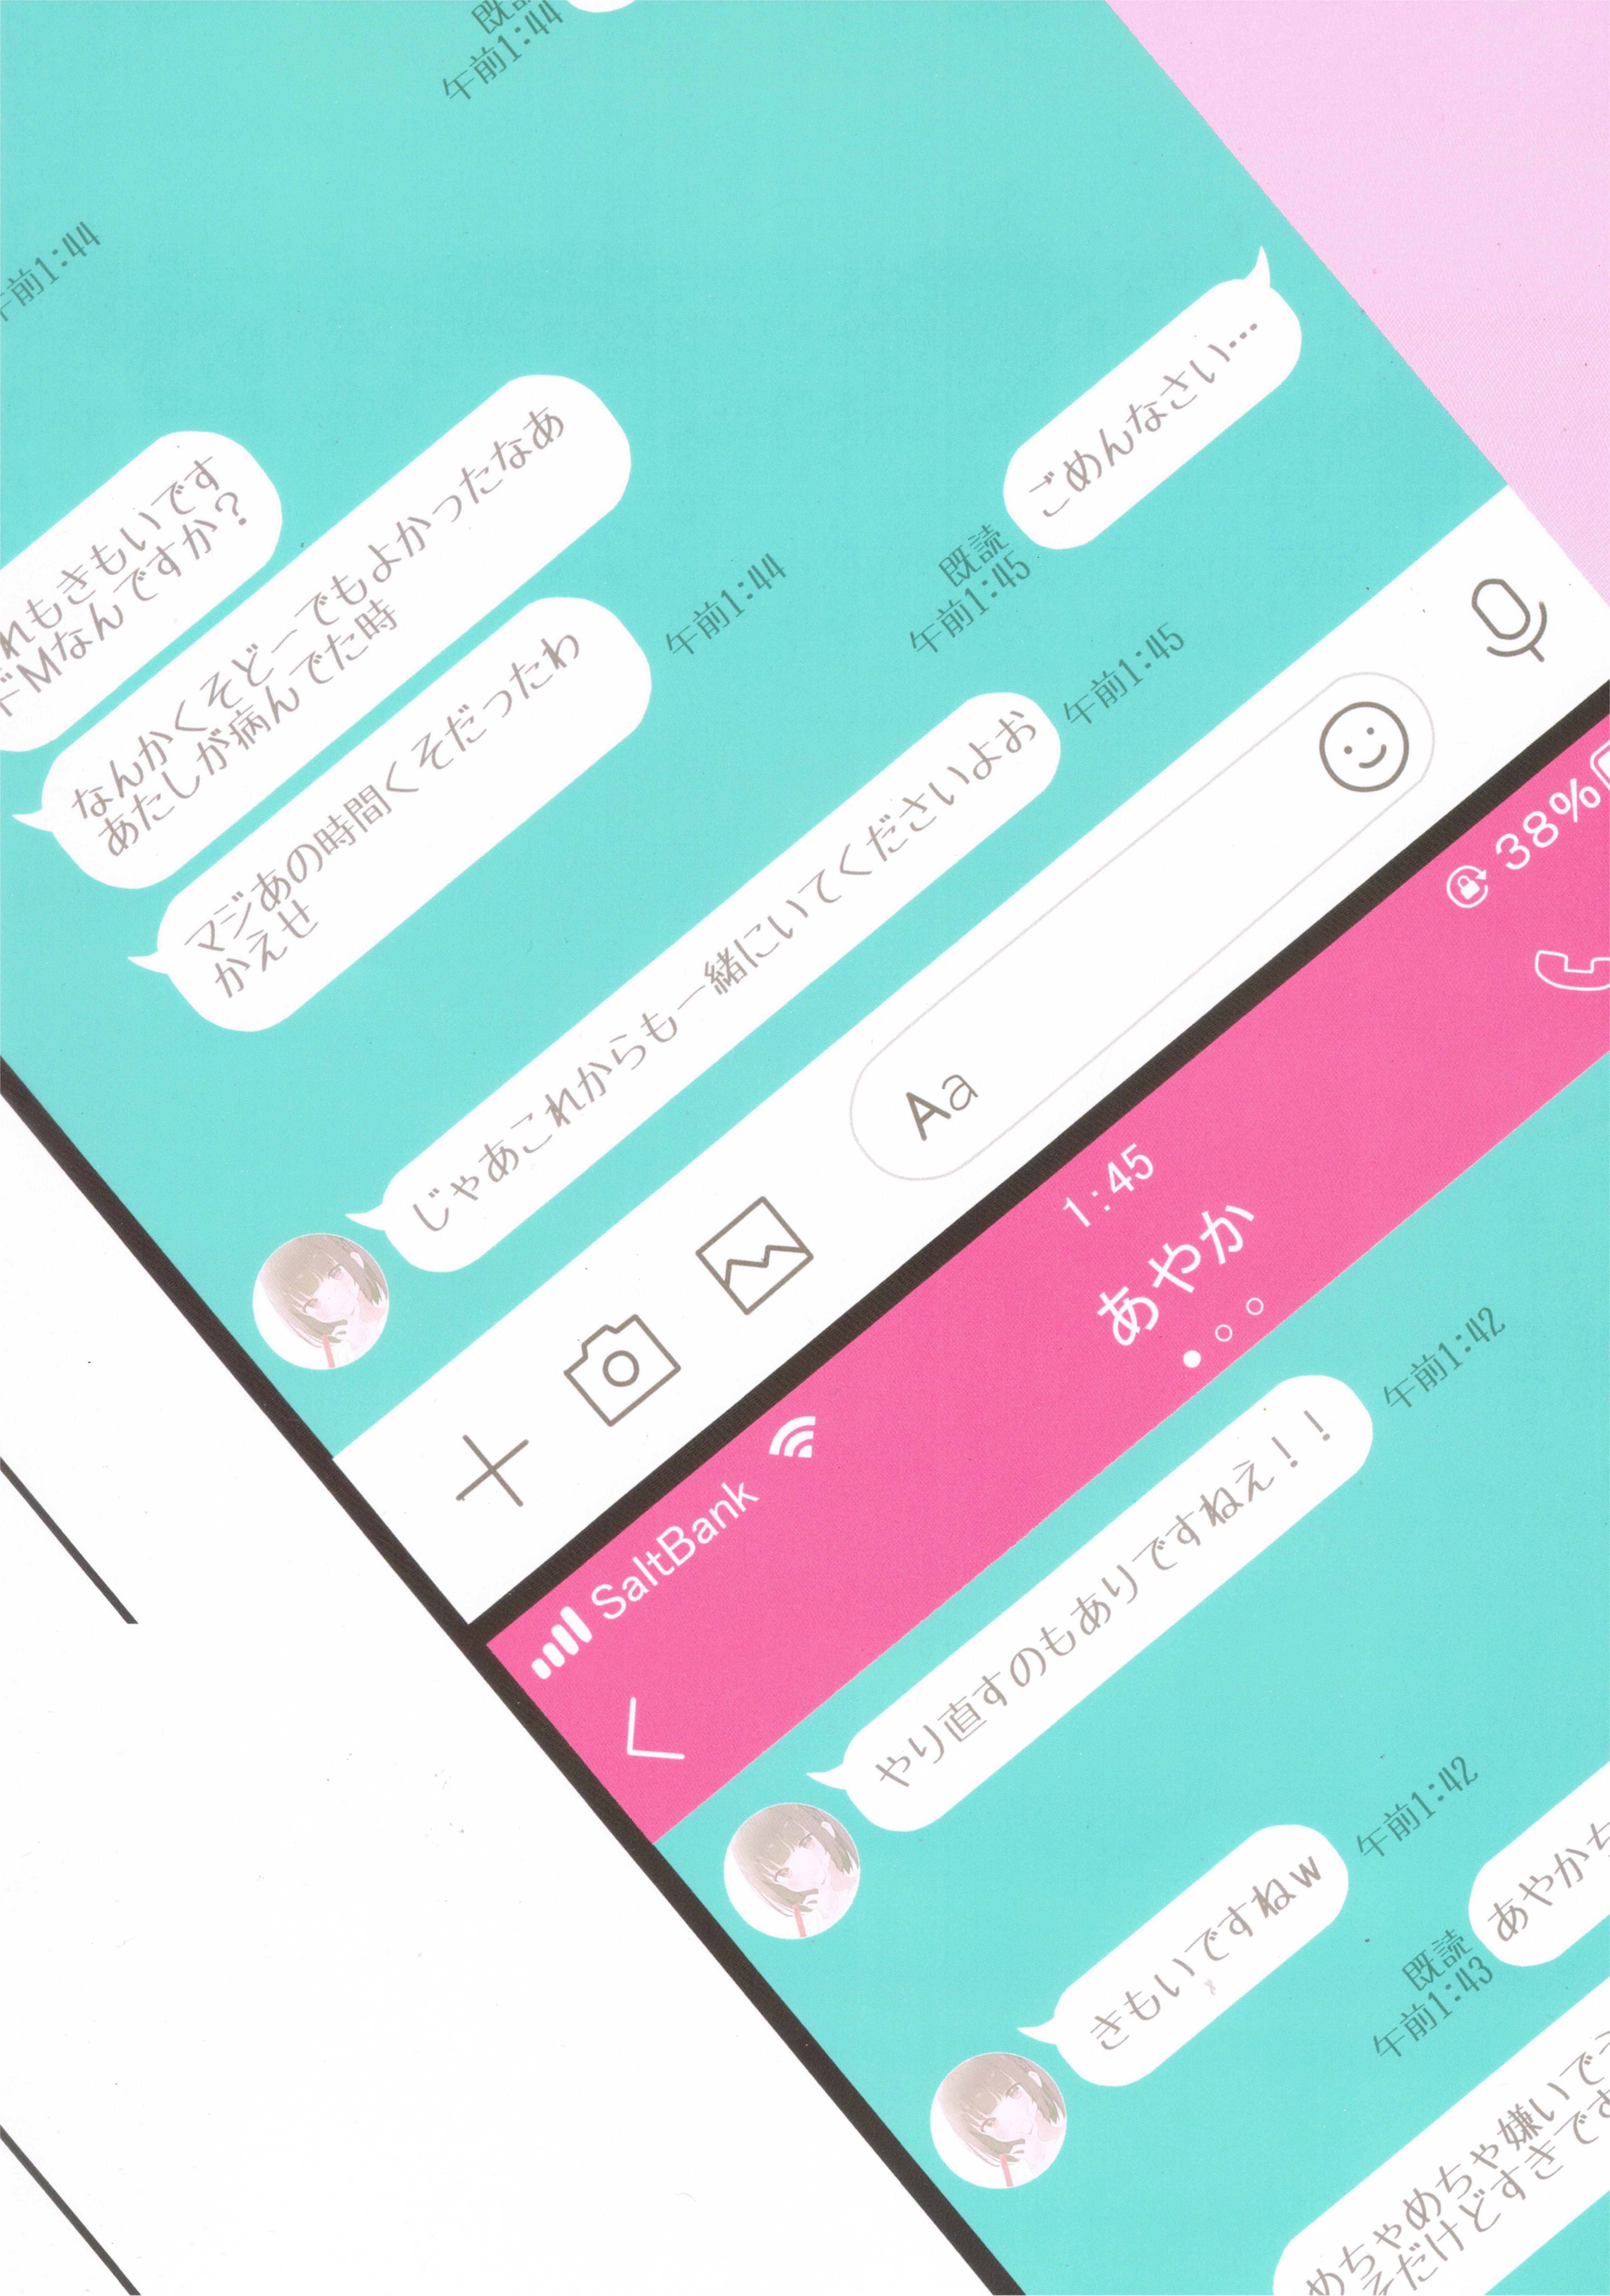 既読
午前1:44
午前1:44
れもきもいです
ドMなんですか？
なんかくそどーでもよかったなあ
あたしが病んでた時
マジあの時間くそだったわ
かえせ
午前1:44
ごめんなさい…
既読
午前1:45
じゃあこれからも一緒にいてくださいよお
午前1:45
Aa
SaltBank
1:45
38%
あやか
やり直すのもありですねえ！！
午前1:42
きもいですねw
午前1:42
あやかち
既読
午前1:43
めちゃめちゃ嫌いで
そだけどすきです